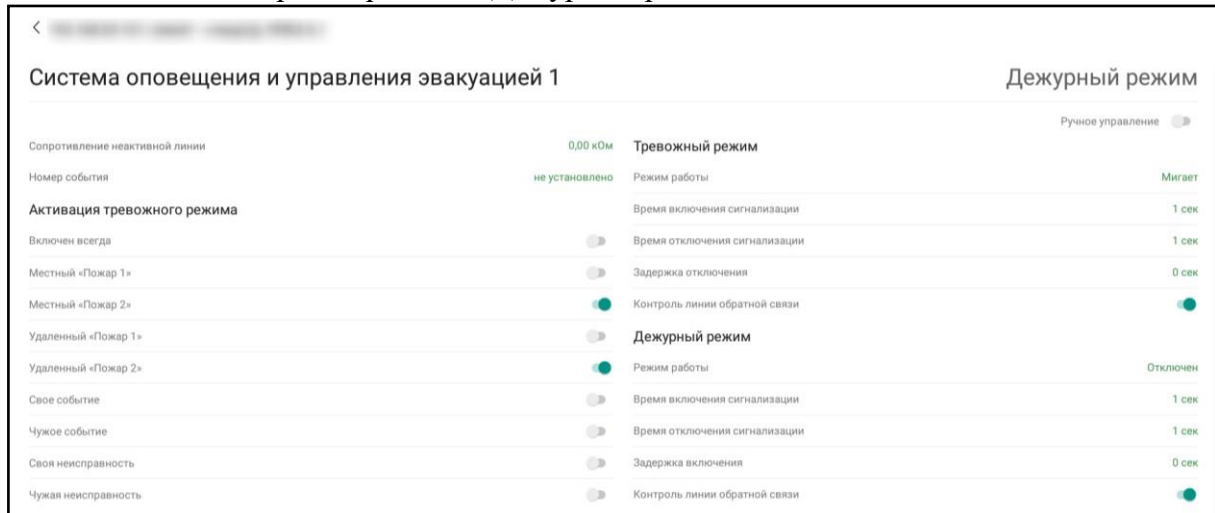 Система оповещения и управления эвакуацией 1
Дежурный режим
Ручное управление
Сопротивление неактивной линии 0,00 кОм
Номер события не установлено
Активация тревожного режима
Включен всегда
Местный «Пожар 1»
Местный «Пожар 2»
Удаленный «Пожар 1»
Удаленный «Пожар 2»
Свое событие
Чужое событие
Своя неисправность
Чужая неисправность
Тревожный режим
Режим работы Мигает
Время включения сигнализации 1 сек
Время отключения сигнализации 1 сек
Задержка отключения 0 сек
Контроль линии обратной связи
Дежурный режим
Режим работы Отключен
Время включения сигнализации 1 сек
Время отключения сигнализации 1 сек
Задержка включения 0 сек
Контроль линии обратной связи